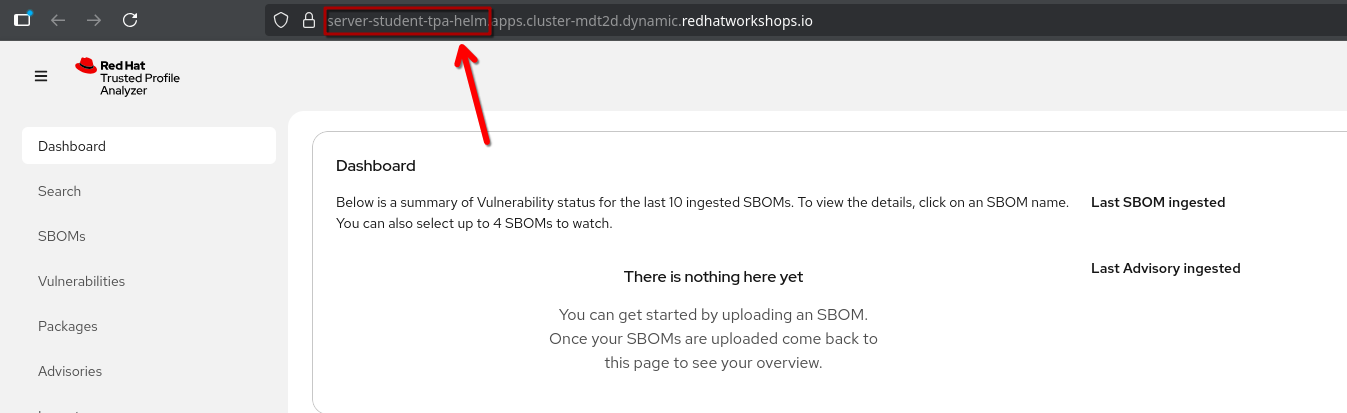 server-student-tpa-helm.apps.cluster-mdt2d.dynamic.redhatworkshops.io
Red Hat
Trusted Profile
Analyzer
Dashboard
Search
SBOMs
Vulnerabilities
Packages
Advisories
Dashboard
Below is a summary of Vulnerability status for the last 10 ingested SBOMs. To view the details, click on an SBOM name.
You can also select up to 4 SBOMs to watch.
There is nothing here yet
You can get started by uploading an SBOM.
Once your SBOMs are uploaded come back to
this page to see your overview.
Last SBOM ingested
Last Advisory ingested